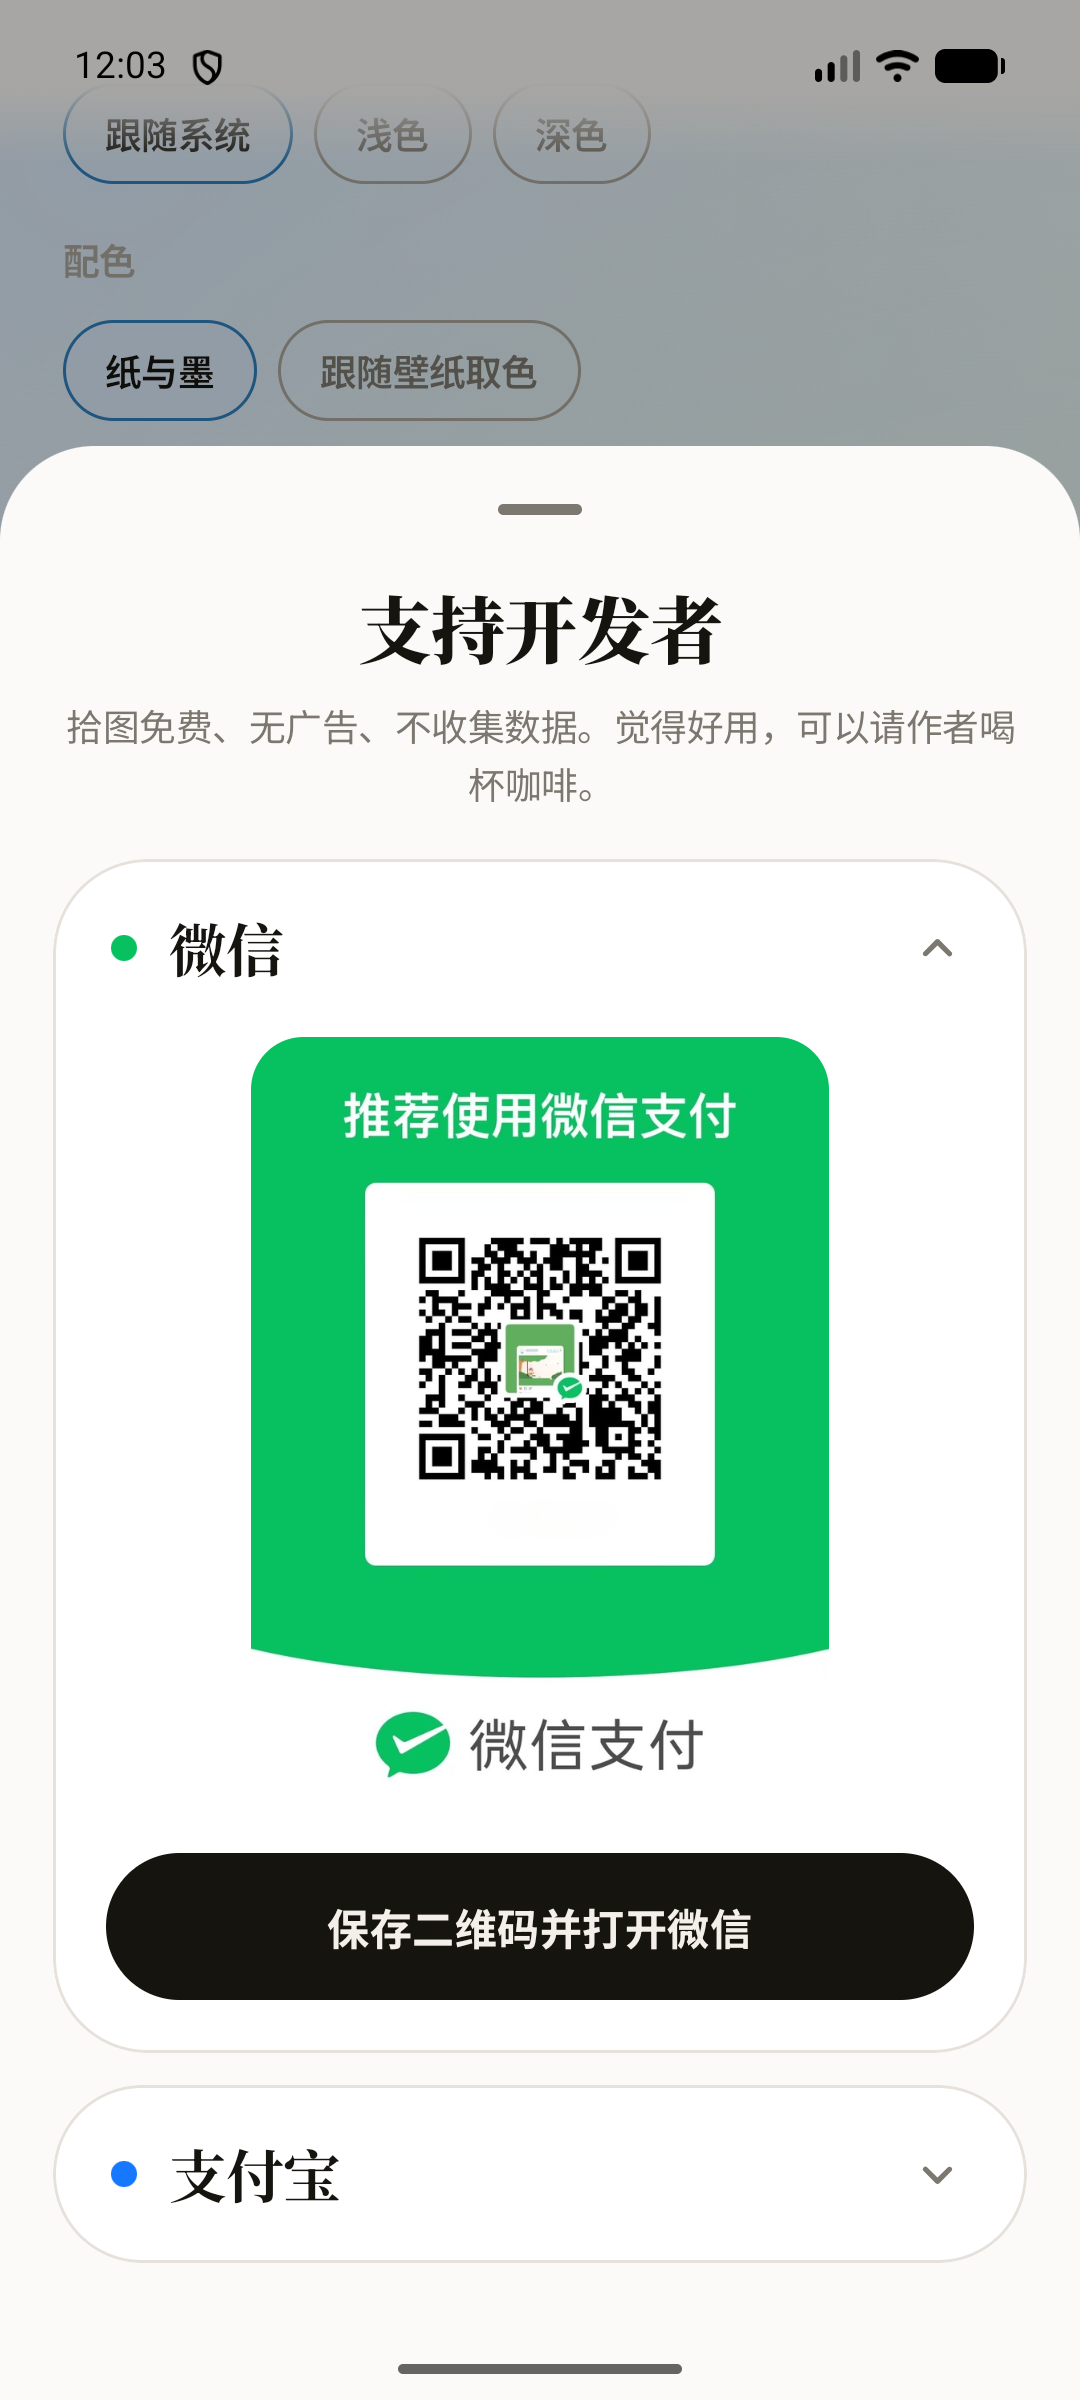 12:03
跟随系统 浅色 深色
配色
纸与墨 跟随壁纸取色
支持开发者
拾图免费、无广告、不收集数据。觉得好用，可以请作者喝
杯咖啡。
微信
推荐使用微信支付
微信支付
保存二维码并打开微信
支付宝